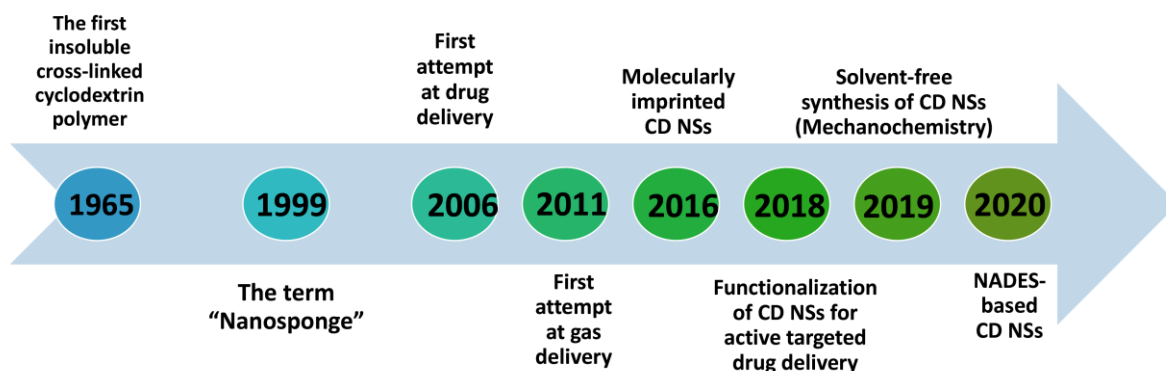 The first
insoluble
cross-linked
cyclodextrin
polymer
First
attempt
at drug
delivery
Molecularly
imprinted
CD NSs
Solvent-free
synthesis of CD NSs
(Mechanochemistry)
1965
1999
2006
2011
2016
2018
2019
2020
The term
“Nanosponge”
First
attempt
at gas
delivery
Functionalization
of CD NSs for
active targeted
drug delivery
NADES-
based
CD NSs